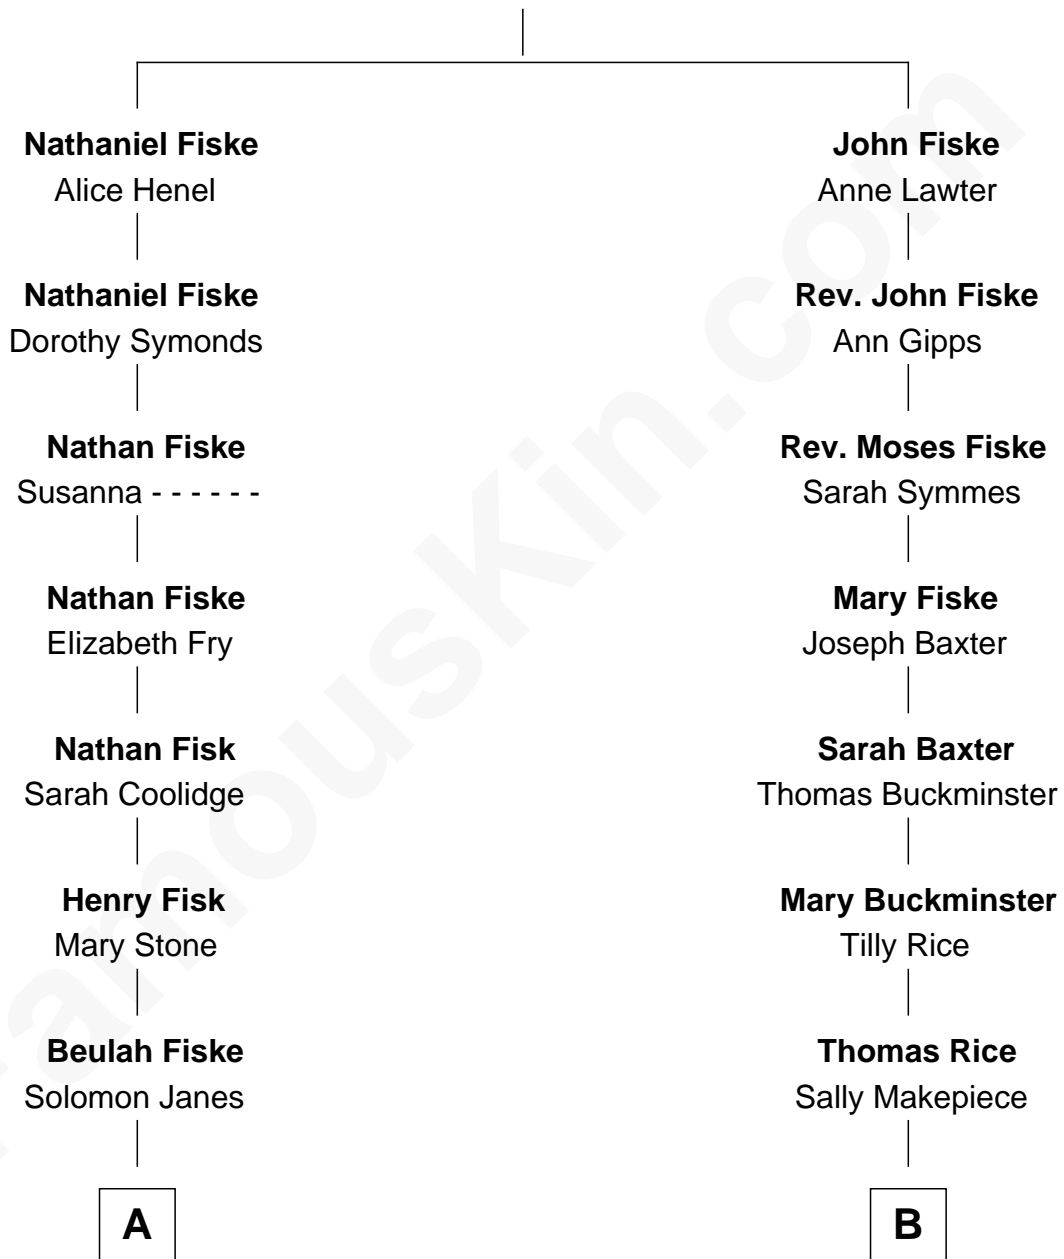 Nathaniel Fiske
Alice Henel
John Fiske
Anne Lawter
Nathaniel Fiske
Dorothy Symonds
Rev. John Fiske
Ann Gipps
Nathan Fiske
Susanna - - - - - -
Rev. Moses Fiske
Sarah Symmes
Nathan Fiske
Elizabeth Fry
Mary Fiske
Joseph Baxter
Nathan Fisk
Sarah Coolidge
Sarah Baxter
Thomas Buckminster
Henry Fisk
Mary Stone
Mary Buckminster
Tilly Rice
Beulah Fiske
Solomon Janes
Thomas Rice
Sally Makepiece
A
B
FamousKin.com